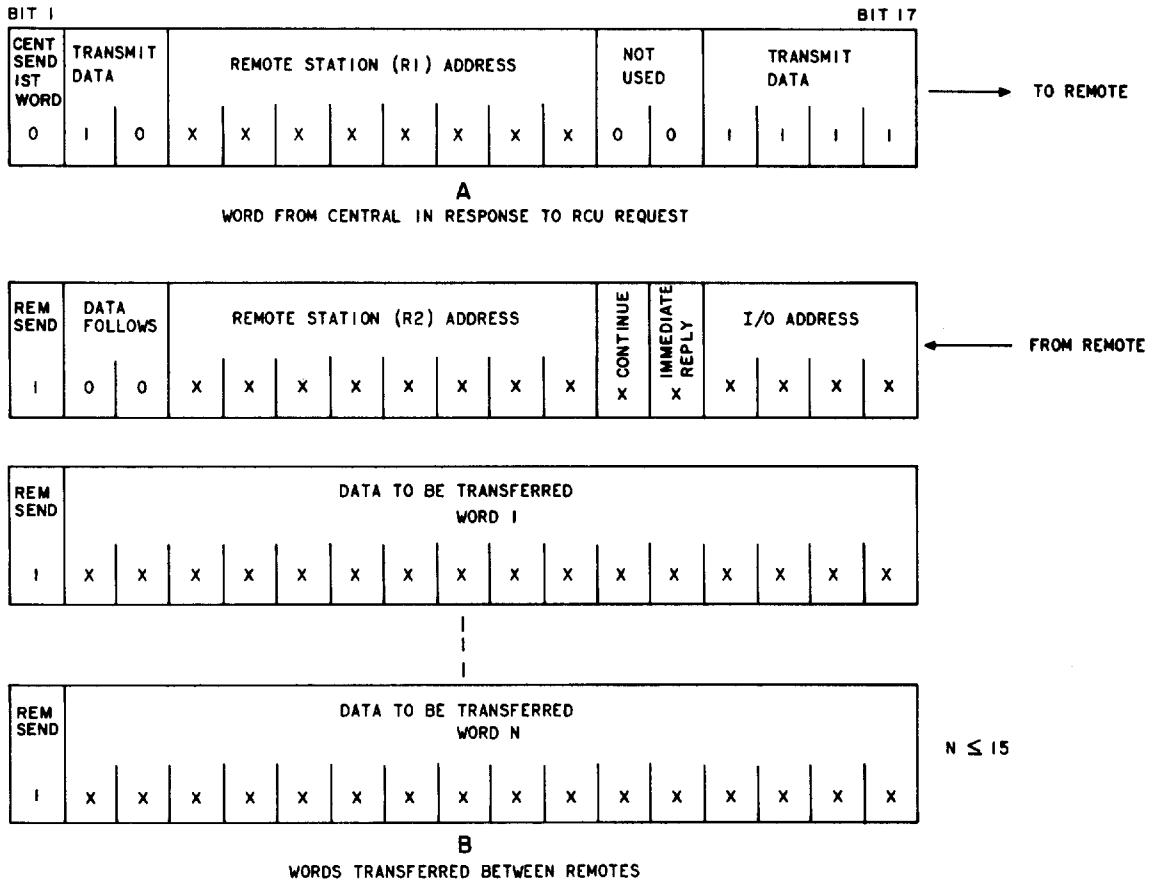 BIT 1 BIT 17
CENT SEND 1ST WORD TRANSMIT DATA REMOTE STATION (R1) ADDRESS NOT USED TRANSMIT DATA
0 1 0 X X X X X X X X 0 0 1 1 1 1
TO REMOTE
A
WORD FROM CENTRAL IN RESPONSE TO RCU REQUEST
REM SEND DATA FOLLOWS REMOTE STATION (R2) ADDRESS CONTINUE IMMEDIATE REPLY I/O ADDRESS
1 0 0 X X X X X X X X X X X X X X
FROM REMOTE
REM SEND DATA TO BE TRANSFERRED
WORD 1
1 X X X X X X X X X X X X X X X X
REM SEND DATA TO BE TRANSFERRED
WORD N
1 X X X X X X X X X X X X X X X X
N ≤ 15
B
WORDS TRANSFERRED BETWEEN REMOTES